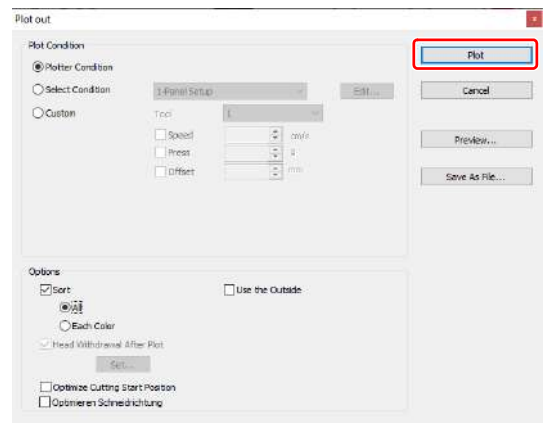 Plot out
Plot Condition
Plotter Condition
Select Condition 1-Panel Setup Edit...
Custom Tool 1
Speed cm/s
Press g
Offset mm
Plot
Cancel
Preview...
Save As File...
Options
Sort Use the Outside
All
Each Color
Head Withdrawal After Plot
Set...
Optimize Cutting Start Position
Optimieren Schneidrichtung